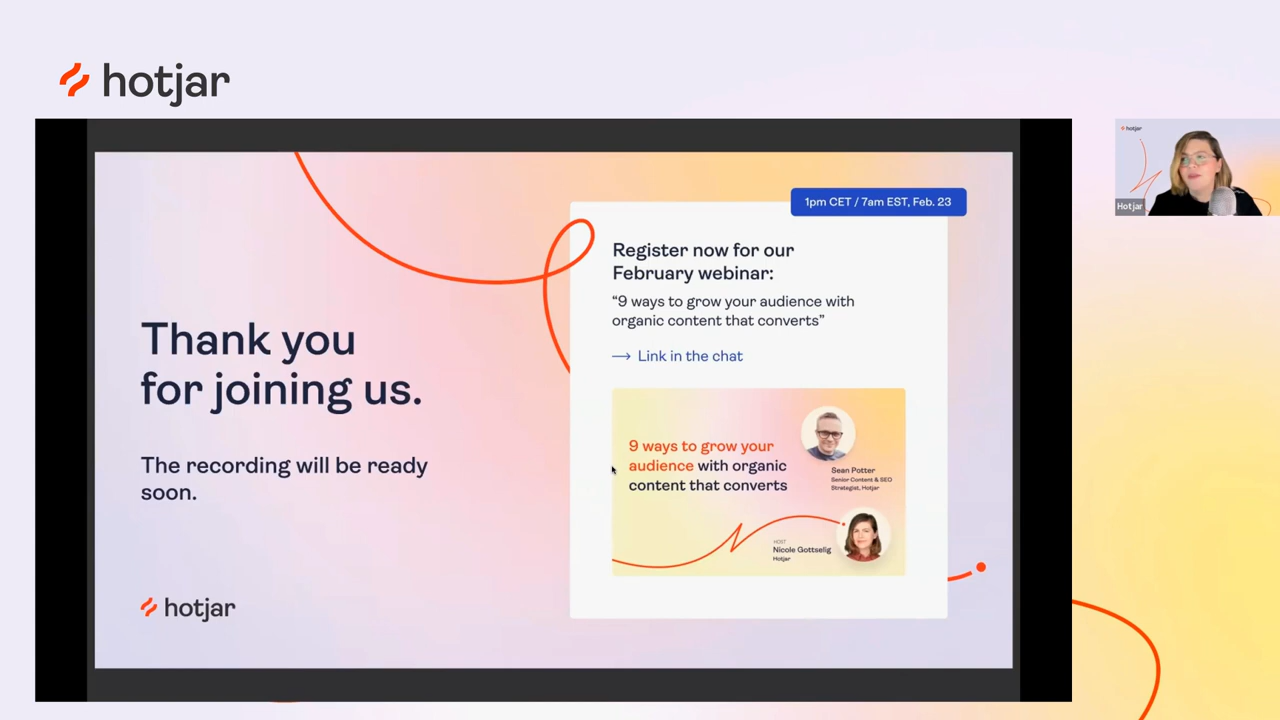 hotjar
hotjar
Hotjar
1pm CET / 7am EST, Feb. 23
Thank you
for joining us.
The recording will be ready
soon.
hotjar
Register now for our
February webinar:
“9 ways to grow your audience with
organic content that converts”
→ Link in the chat
9 ways to grow your
audience with organic
content that converts
Sean Potter
Senior Content & SEO
Strategist, Hotjar
HOST
Nicole Gottselig
Hotjar